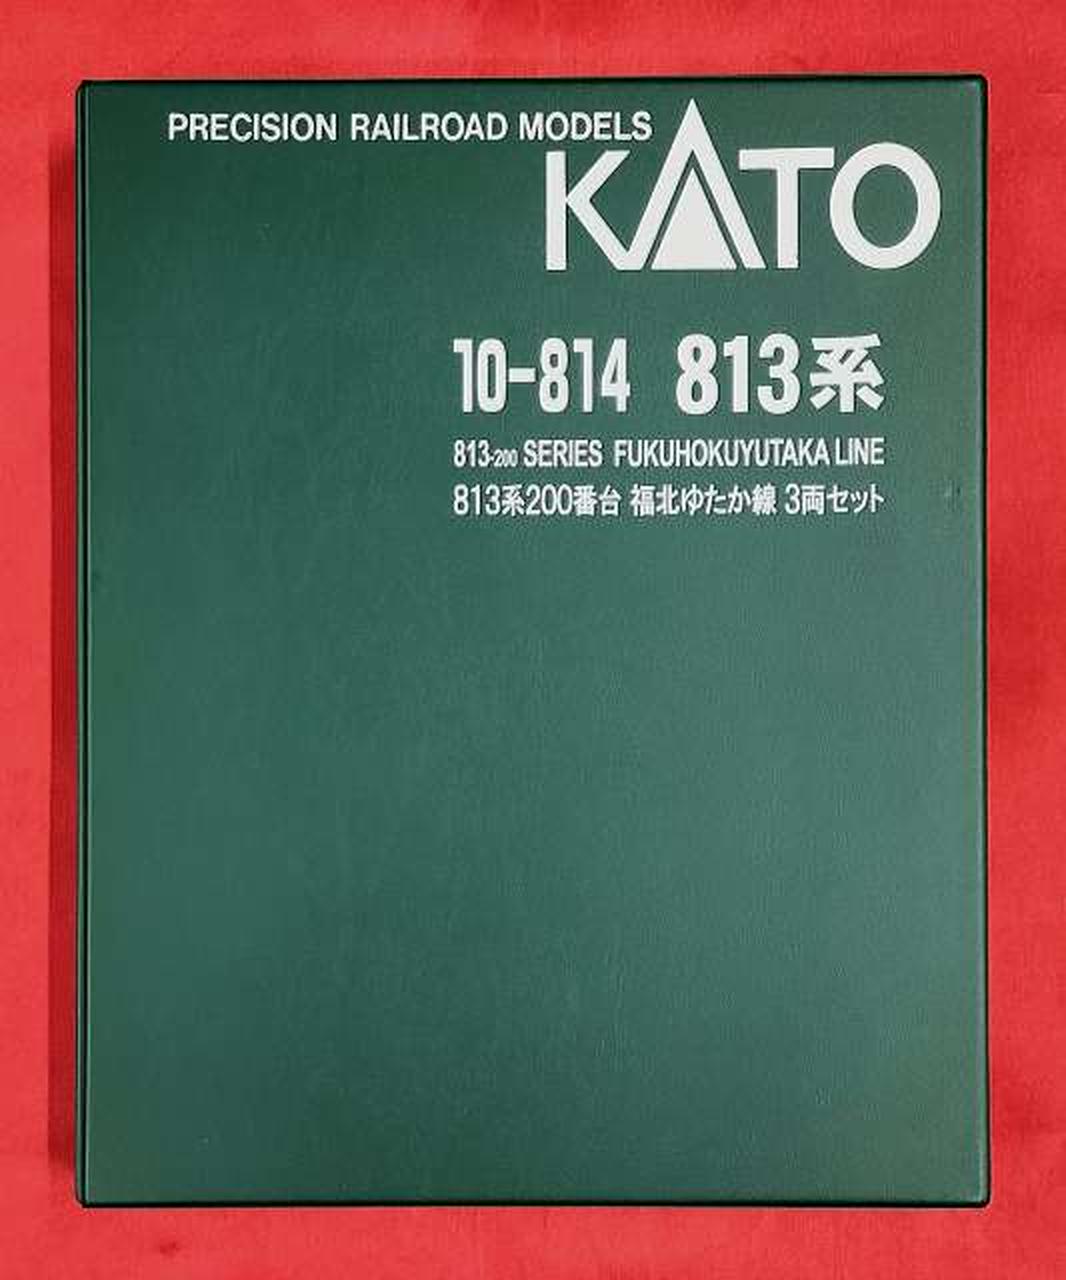 PRECISION RAILROAD MODELS
KATO
10-814 813系
813-200 SERIES FUKUHOKUYUTAKA LINE
813系200番台 福北ゆたか線 3両セット